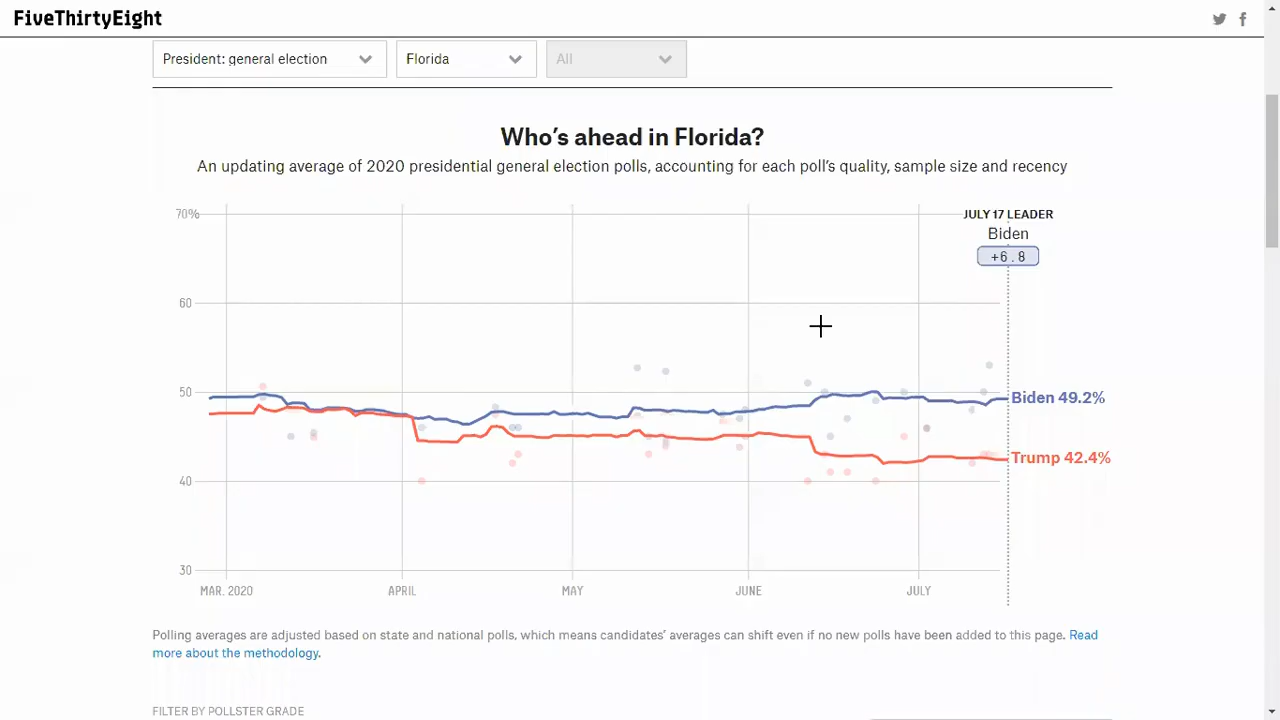 FiveThirtyEight
President: general election Florida All
Who's ahead in Florida?
An updating average of 2020 presidential general election polls, accounting for each poll's quality, sample size and recency
70%
JULY 17 LEADER
Biden
+6.8
60
50
Biden 49.2%
Trump 42.4%
40
30
MAR. 2020 APRIL MAY JUNE JULY
Polling averages are adjusted based on state and national polls, which means candidates' averages can shift even if no new polls have been added to this page. Read
more about the methodology.
FILTER BY POLLSTER GRADE